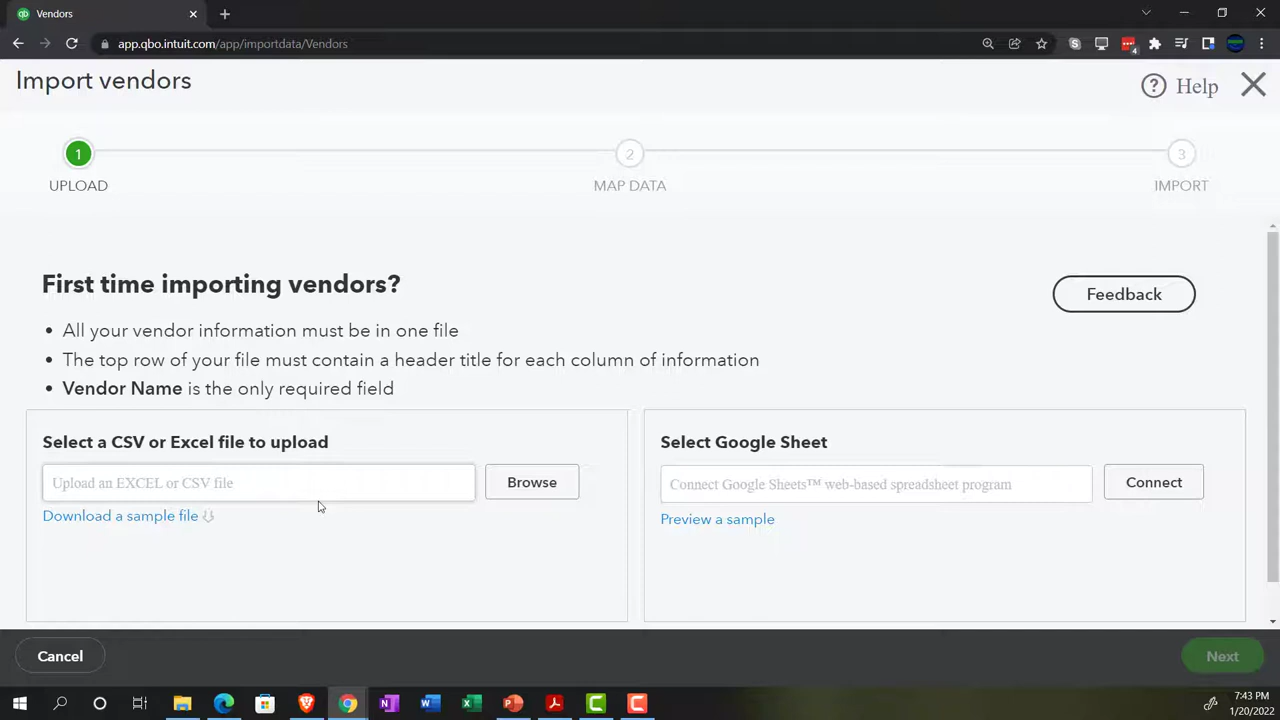 Vendors
app.qbo.intuit.com/app/importdata/Vendors
4
Import vendors
? Help
1
2
3
UPLOAD
MAP DATA
IMPORT
First time importing vendors?
Feedback
• All your vendor information must be in one file
• The top row of your file must contain a header title for each column of information
• Vendor Name is the only required field
Select a CSV or Excel file to upload
Upload an EXCEL or CSV file
Browse
Download a sample file
Select Google Sheet
Connect Google Sheets™ web-based spreadsheet program
Connect
Preview a sample
Cancel
Next
7:43 PM
1/20/2022